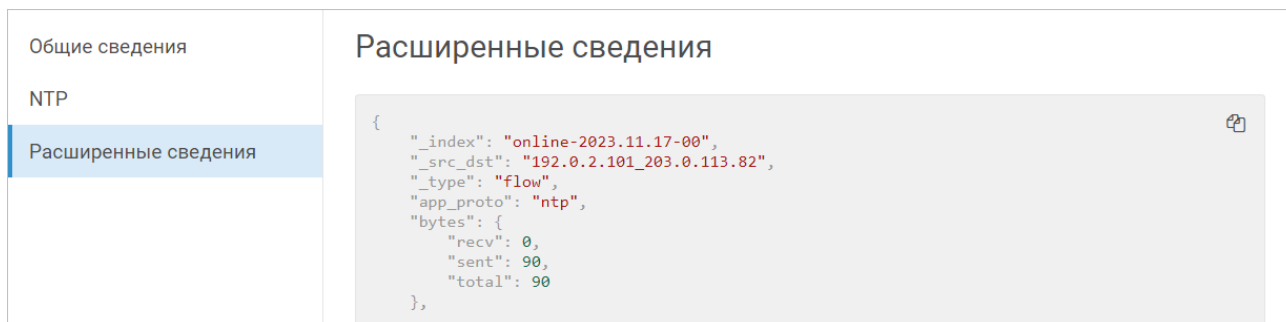 Общие сведения
NTP
Расширенные сведения
Расширенные сведения
{
    "_index": "online-2023.11.17-00",
    "_src_dst": "192.0.2.101_203.0.113.82",
    "_type": "flow",
    "app_proto": "ntp",
    "bytes": {
        "recv": 0,
        "sent": 90,
        "total": 90
    },